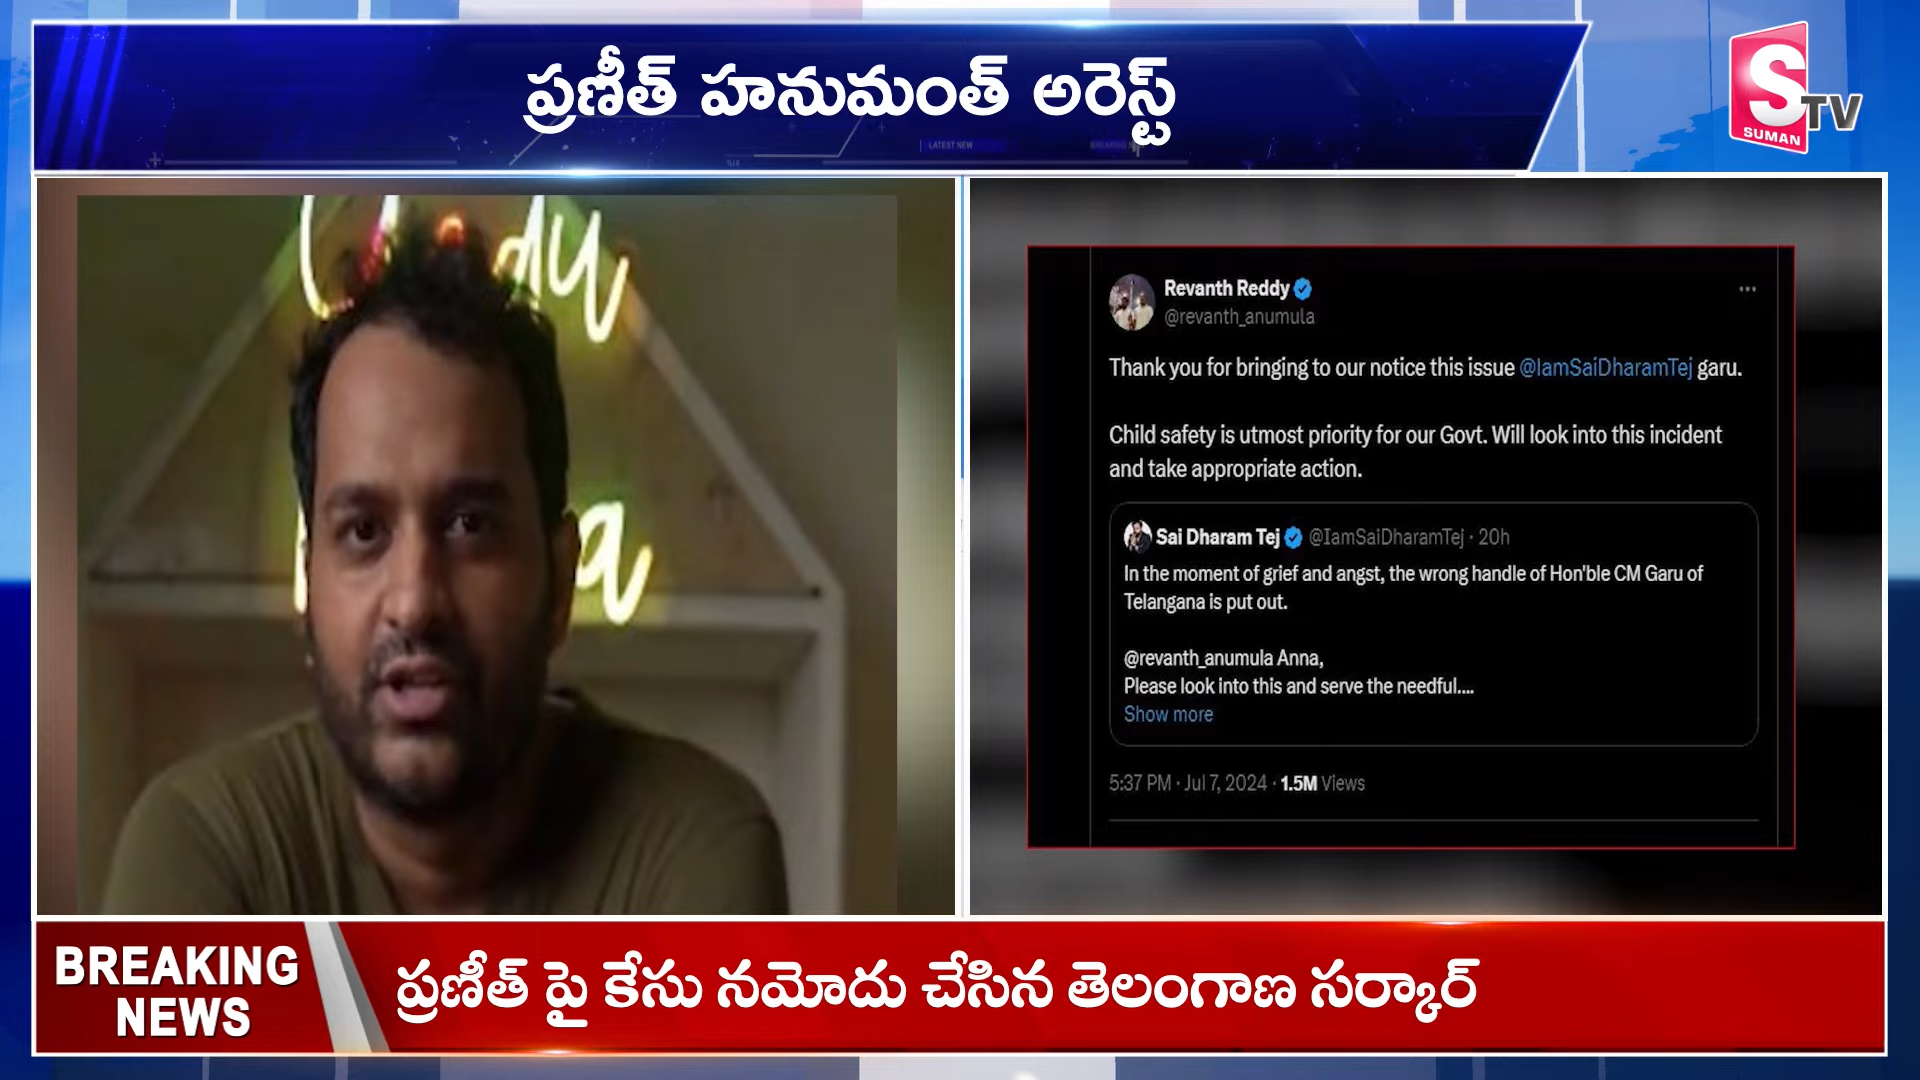 ప్రణీత్ హనుమంత్ అరెస్ట్
S TV
SUMAN
LATEST NEW
Revanth Reddy
@revanth_anumula
Thank you for bringing to our notice this issue @IamSaiDharamTej garu.
Child safety is utmost priority for our Govt. Will look into this incident
and take appropriate action.
Sai Dharam Tej @IamSaiDharamTej · 20h
In the moment of grief and angst, the wrong handle of Hon'ble CM Garu of
Telangana is put out.
@revanth_anumula Anna,
Please look into this and serve the needful....
Show more
5:37 PM · Jul 7, 2024 · 1.5M Views
BREAKING
NEWS
ప్రణీత్ పై కేసు నమోదు చేసిన తెలంగాణ సర్కార్